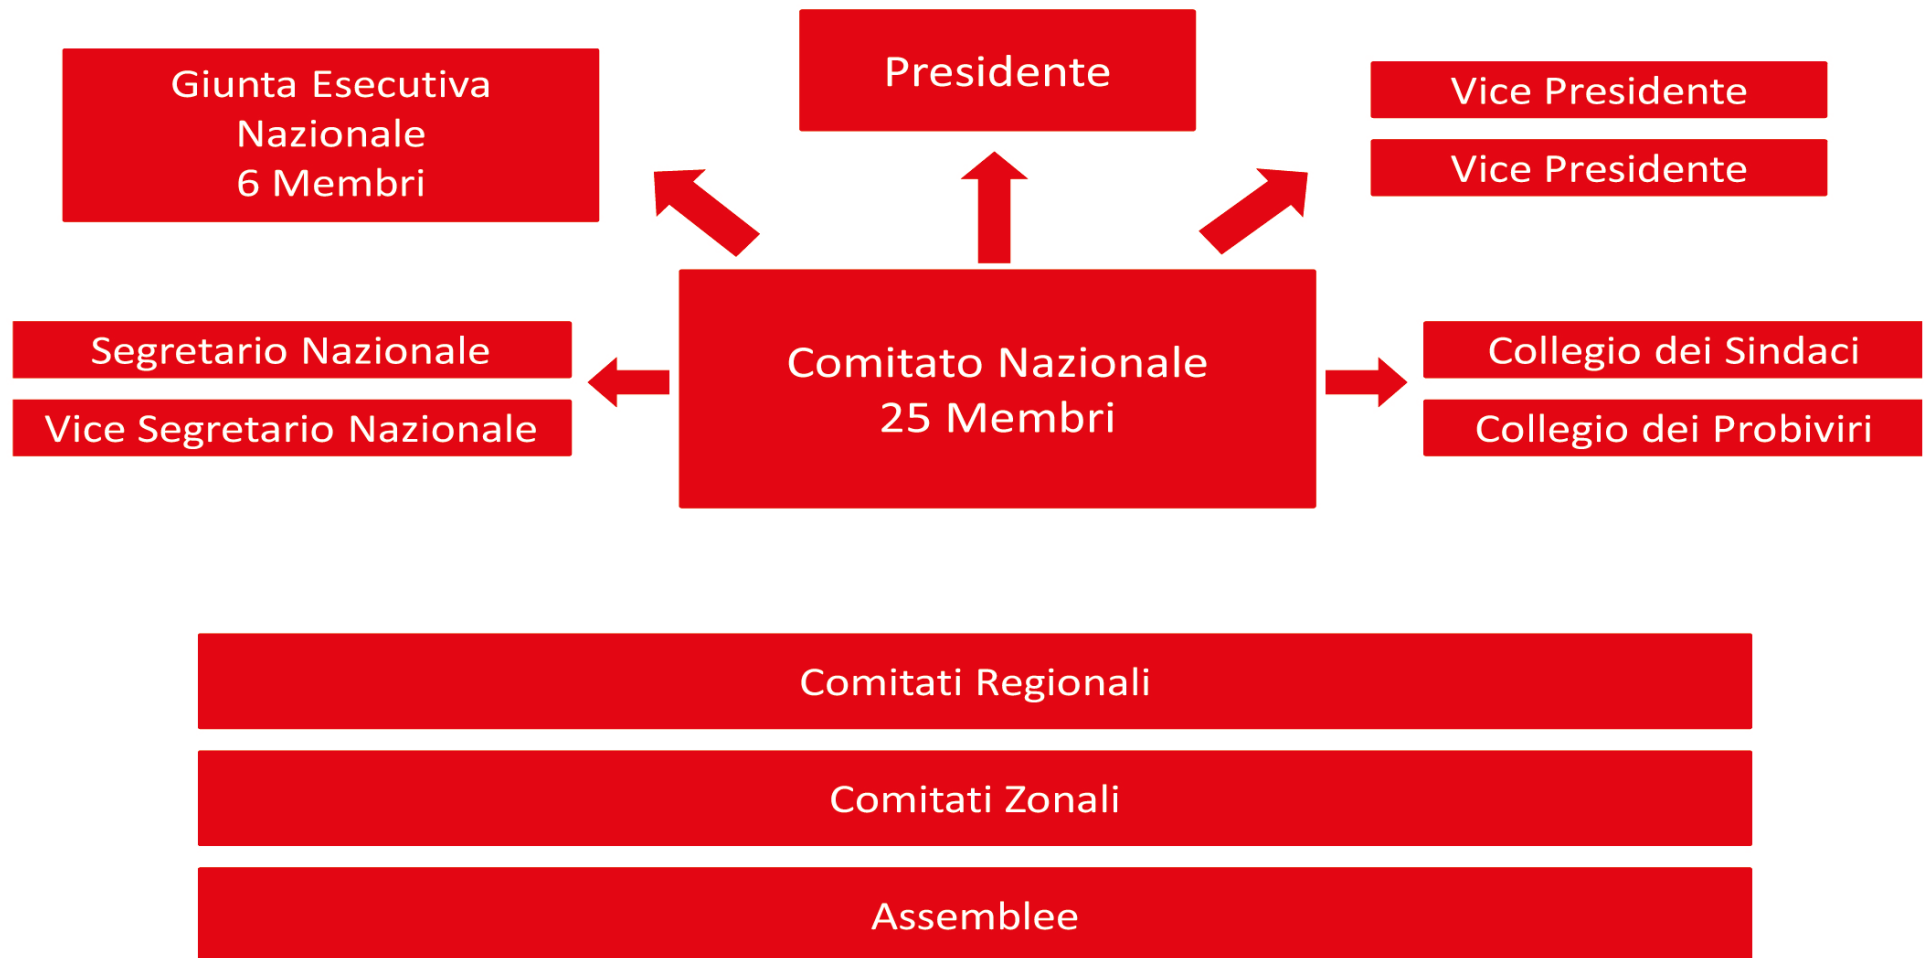 Presidente
Giunta Esecutiva
Nazionale
6 Membri
Vice Presidente
Vice Presidente
Segretario Nazionale
Vice Segretario Nazionale
Comitato Nazionale
25 Membri
Collegio dei Sindaci
Collegio dei Probiviri
Comitati Regionali
Comitati Zonali
Assemblee